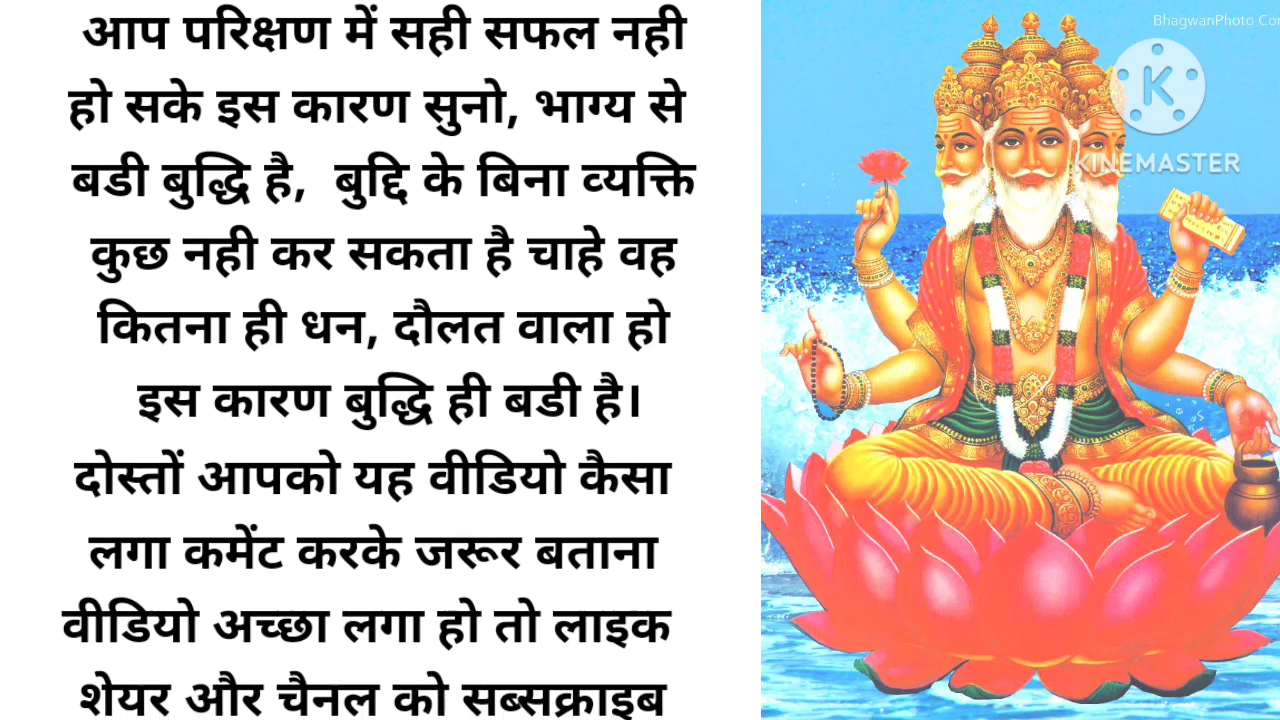 आप परिक्षण में सही सफल नही
हो सके इस कारण सुनो, भाग्य से
बडी बुद्धि है, बुद्दि के बिना व्यक्ति
कुछ नही कर सकता है चाहे वह
कितना ही धन, दौलत वाला हो
इस कारण बुद्धि ही बडी है।
दोस्तों आपको यह वीडियो कैसा
लगा कमेंट करके जरूर बताना
वीडियो अच्छा लगा हो तो लाइक
शेयर और चैनल को सब्सक्राइब
BhagwanPhoto Co
K
KINEMASTER